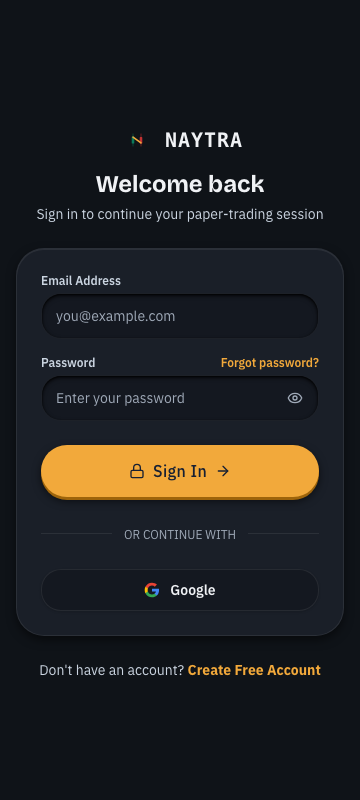 NAYTRA
Welcome back
Sign in to continue your paper-trading session
Email Address
you@example.com
Password Forgot password?
Enter your password
Sign In
OR CONTINUE WITH
Google
Don't have an account? Create Free Account